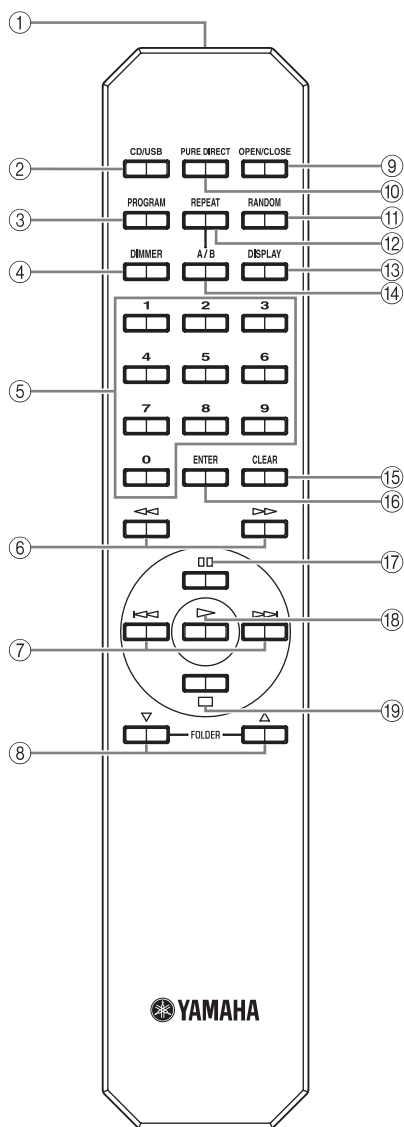 ①
CD/USB PURE DIRECT OPEN/CLOSE
② ⑨
⑩
PROGRAM REPEAT RANDOM
③ ⑪
⑫
DIMMER A/B DISPLAY
④ ⑬
⑭
1 2 3
4 5 6
⑤
7 8 9
0 ENTER CLEAR
⑮
⑯
⑥
⑰
⑱
⑦
⑲
FOLDER
⑧
YAMAHA